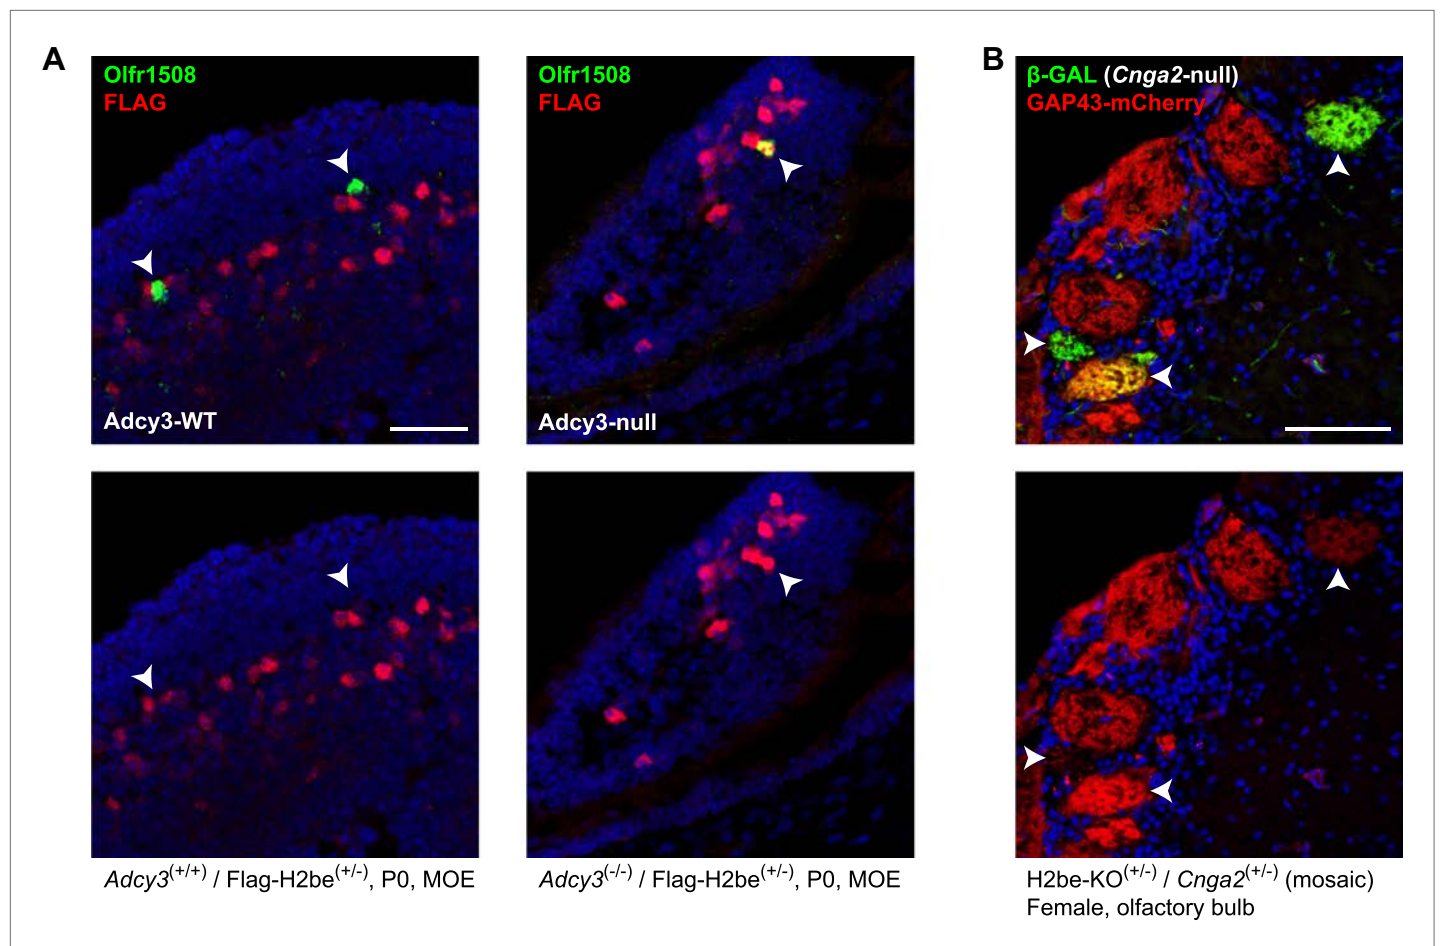 A
Olfr1508
FLAG
Adcy3-WT
Olfr1508
FLAG
Adcy3-null
B
β-GAL (Cnga2-null)
GAP43-mCherry
Adcy3(+/+) / Flag-H2be(+/-), P0, MOE
Adcy3(-/-) / Flag-H2be(+/-), P0, MOE
H2be-KO(+/-) / Cnga2(+/-) (mosaic)
Female, olfactory bulb